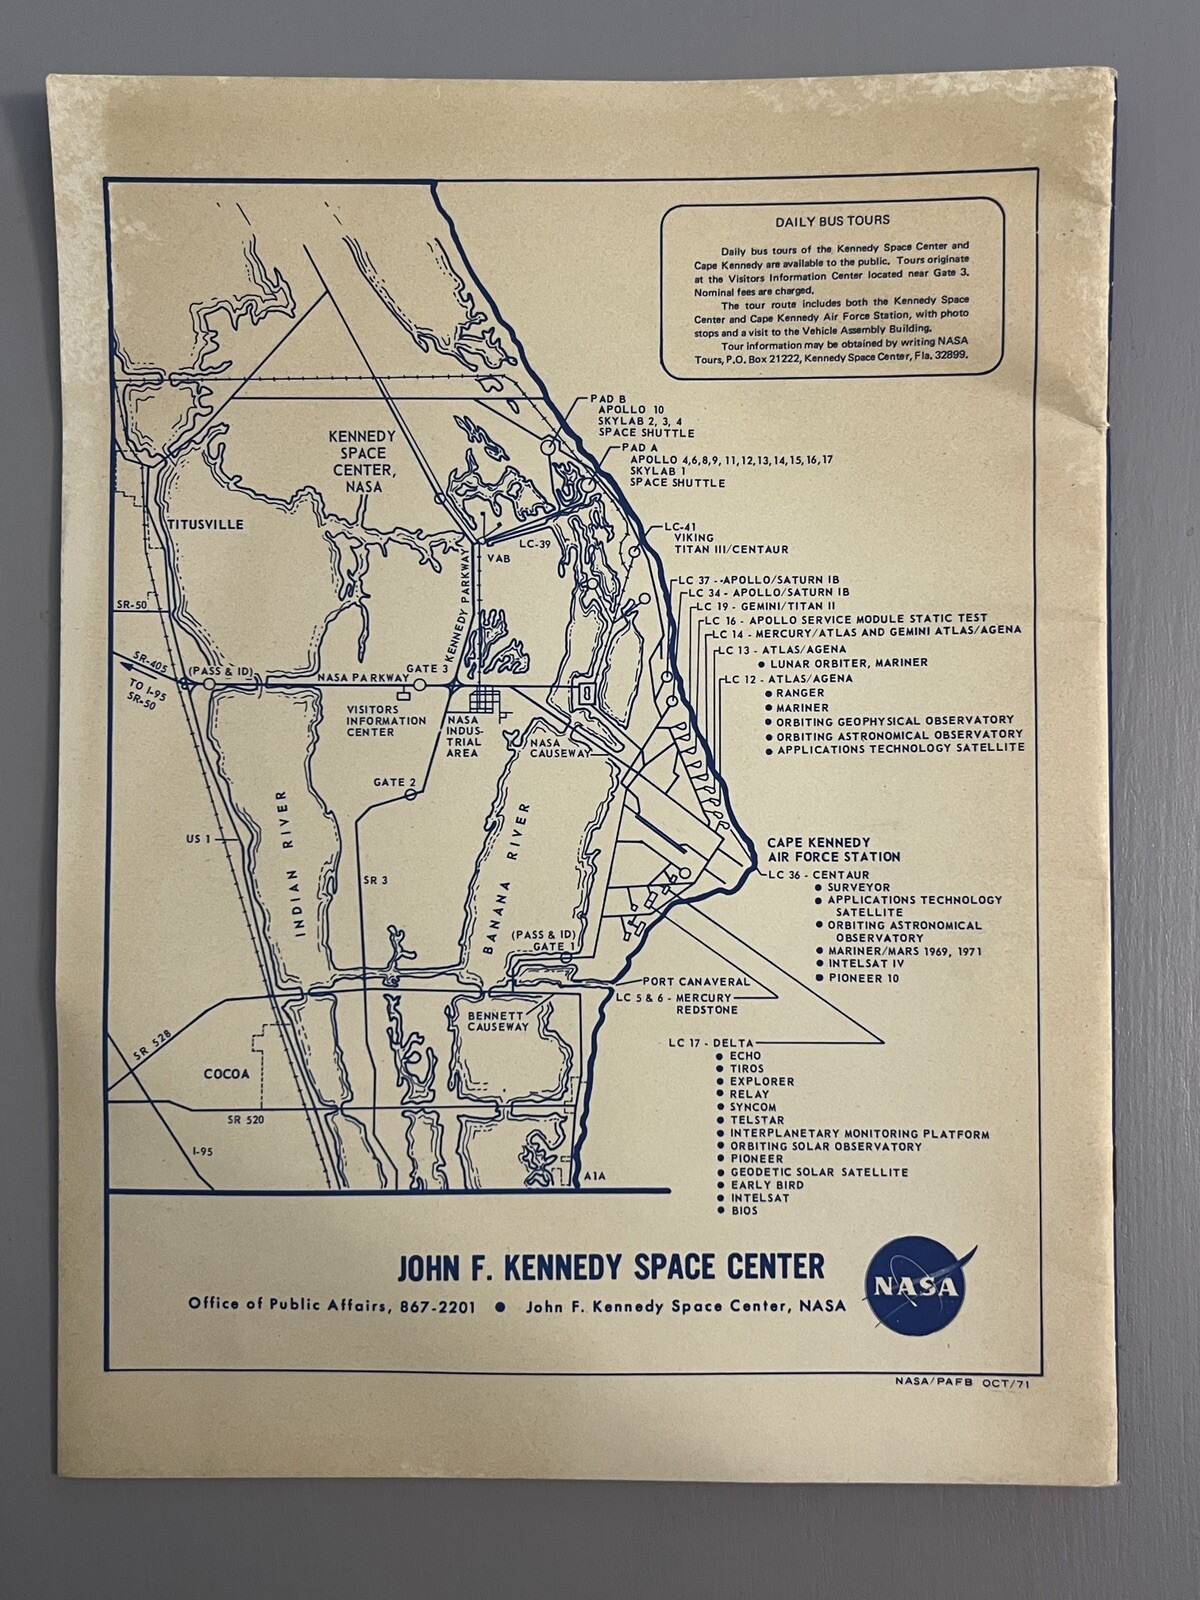 DAILY BUS TOURS
Daily bus tours of the Kennedy Space Center and
Cape Kennedy are available to the public. Tours originate
at the Visitors Information Center located near Gate 3.
Nominal fees are charged.
The tour route includes both the Kennedy Space
Center and Cape Kennedy Air Force Station, with photo
stops and a visit to the Vehicle Assembly Building.
Tour information may be obtained by writing NASA
Tours, P.O. Box 21222, Kennedy Space Center, Fla. 32899.
PAD B
APOLLO 10
SKYLAB 2, 3, 4
SPACE SHUTTLE
PAD A
APOLLO 4,6,8,9, 11,12,13,14,15,16,17
SKYLAB 1
SPACE SHUTTLE
KENNEDY
SPACE
CENTER,
NASA
TITUSVILLE
LC-39
VAB
LC-41
VIKING
TITAN III/CENTAUR
KENNEDY PARKWAY
LC 37 --APOLLO/SATURN IB
LC 34 - APOLLO/SATURN IB
LC 19 - GEMINI/TITAN II
LC 16 - APOLLO SERVICE MODULE STATIC TEST
LC 14 - MERCURY/ATLAS AND GEMINI ATLAS/AGENA
LC 13 - ATLAS/AGENA
● LUNAR ORBITER, MARINER
LC 12 - ATLAS/AGENA
● RANGER
● MARINER
● ORBITING GEOPHYSICAL OBSERVATORY
● ORBITING ASTRONOMICAL OBSERVATORY
● APPLICATIONS TECHNOLOGY SATELLITE
SR-50
SR-405
TO I-95
SR-50
(PASS & ID)
NASA PARKWAY
GATE 3
VISITORS
INFORMATION
CENTER
NASA
INDUS-
TRIAL
AREA
NASA
CAUSEWAY
GATE 2
US 1
INDIAN RIVER
SR 3
BANANA RIVER
CAPE KENNEDY
AIR FORCE STATION
LC 36 - CENTAUR
● SURVEYOR
● APPLICATIONS TECHNOLOGY
SATELLITE
● ORBITING ASTRONOMICAL
OBSERVATORY
● MARINER/MARS 1969, 1971
● INTELSAT IV
● PIONEER 10
(PASS & ID)
GATE 1
PORT CANAVERAL
LC 5 & 6 - MERCURY
REDSTONE
BENNETT
CAUSEWAY
SR 528
COCOA
SR 520
I-95
A1A
LC 17 - DELTA
● ECHO
● TIROS
● EXPLORER
● RELAY
● SYNCOM
● TELSTAR
● INTERPLANETARY MONITORING PLATFORM
● ORBITING SOLAR OBSERVATORY
● PIONEER
● GEODETIC SOLAR SATELLITE
● EARLY BIRD
● INTELSAT
● BIOS
JOHN F. KENNEDY SPACE CENTER
Office of Public Affairs, 867-2201 ● John F. Kennedy Space Center, NASA
NASA
NASA/PAFB OCT/71